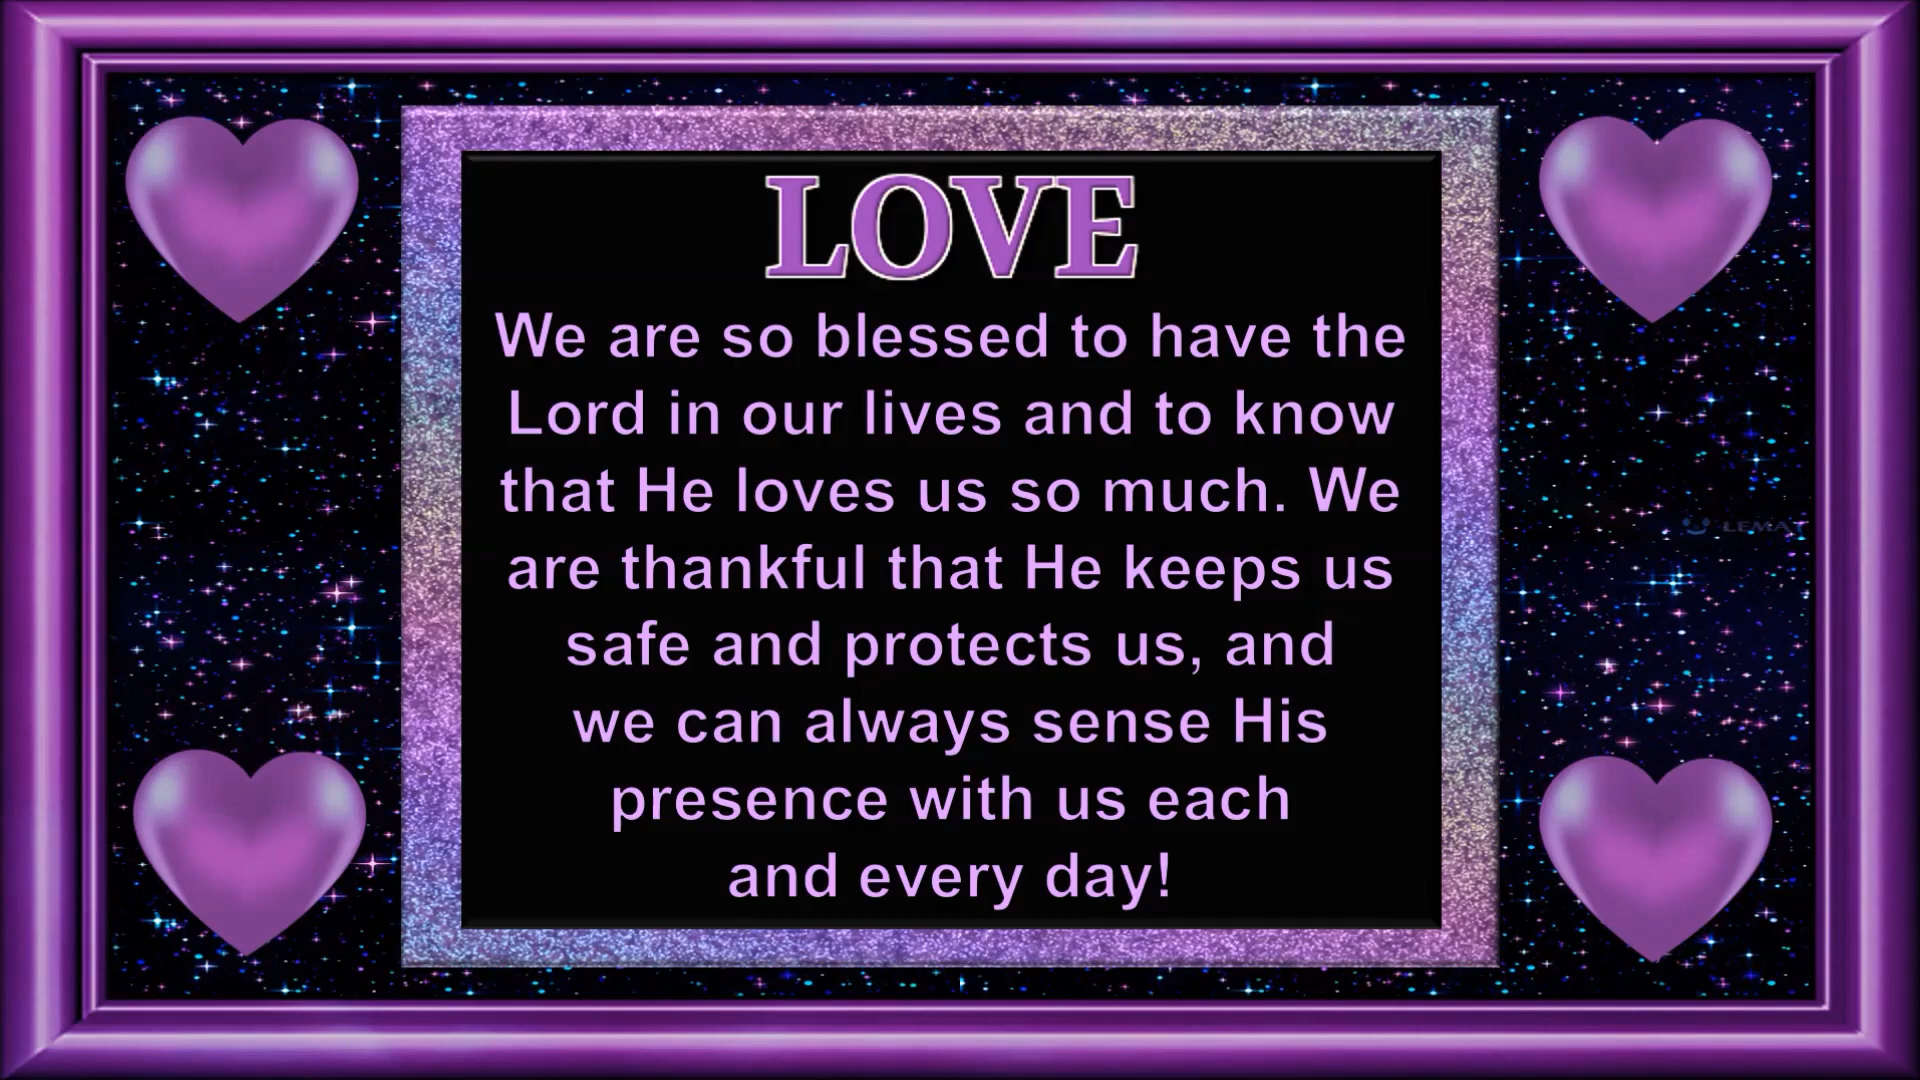 LOVE
We are so blessed to have the
Lord in our lives and to know
that He loves us so much. We
are thankful that He keeps us
safe and protects us, and
we can always sense His
presence with us each
and every day!